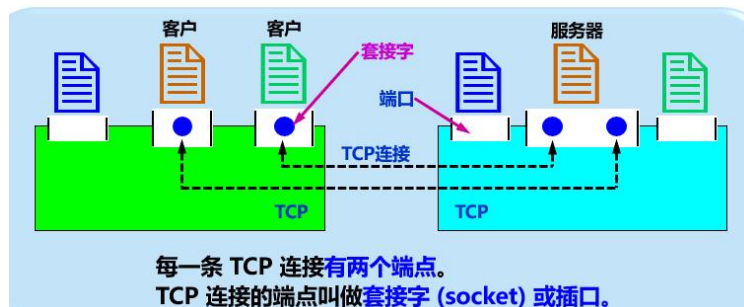 客户
客户
服务器
套接字
端口
TCP连接
TCP
TCP
每一条 TCP 连接有两个端点。
TCP 连接的端点叫做套接字 (socket) 或插口。